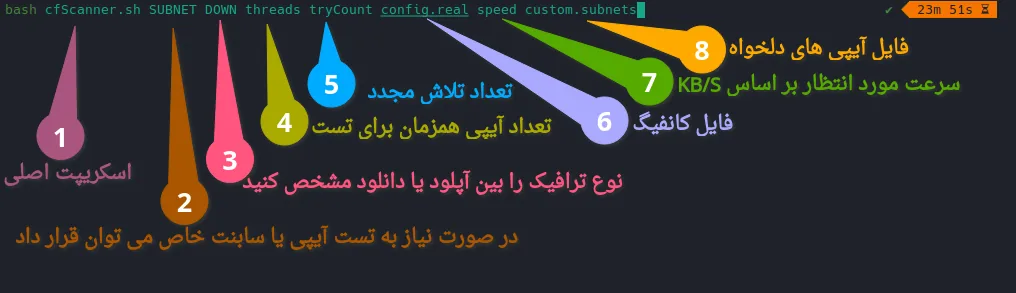 bash cfScanner.sh SUBNET DOWN threads tryCount config.real speed custom.subnets ✔ 23m 51s ⏳
8 فایل آیپی های دلخواه
7 سرعت مورد انتظار بر اساس KB/S
5 تعداد تلاش مجدد
6 فایل کانفیگ
4 تعداد آیپی همزمان برای تست
1
3
اسکریپت اصلی
نوع ترافیک را بین آپلود یا دانلود مشخص کنید
2
در صورت نیاز به تست آیپی یا سابنت خاص می توان قرار داد